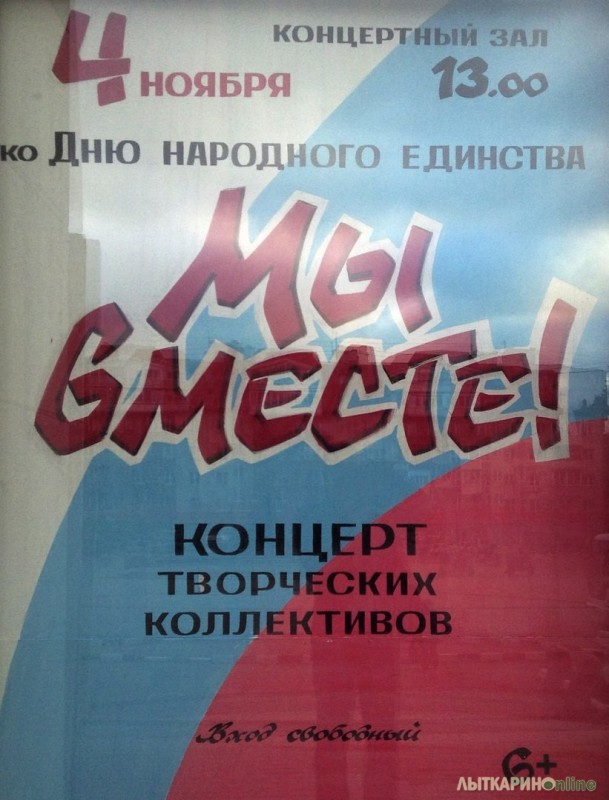 4 НОЯБРЯ
КОНЦЕРТНЫЙ ЗАЛ
13.00
ко Дню НАРОДНОГО ЕДИНСТВА
МЫ
ВМЕСТЕ!
КОНЦЕРТ
ТВОРЧЕСКИХ
КОЛЛЕКТИВОВ
Вход свободный
6+
ЛЫТКАРИНОonline